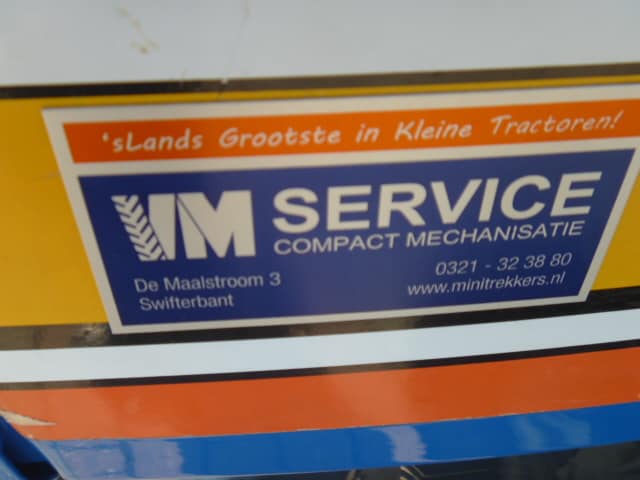 'sLands Grootste in Kleine Tractoren!
VM SERVICE
COMPACT MECHANISATIE
De Maalstroom 3
Swifterbant
0321 - 32 38 80
www.minitrekkers.nl